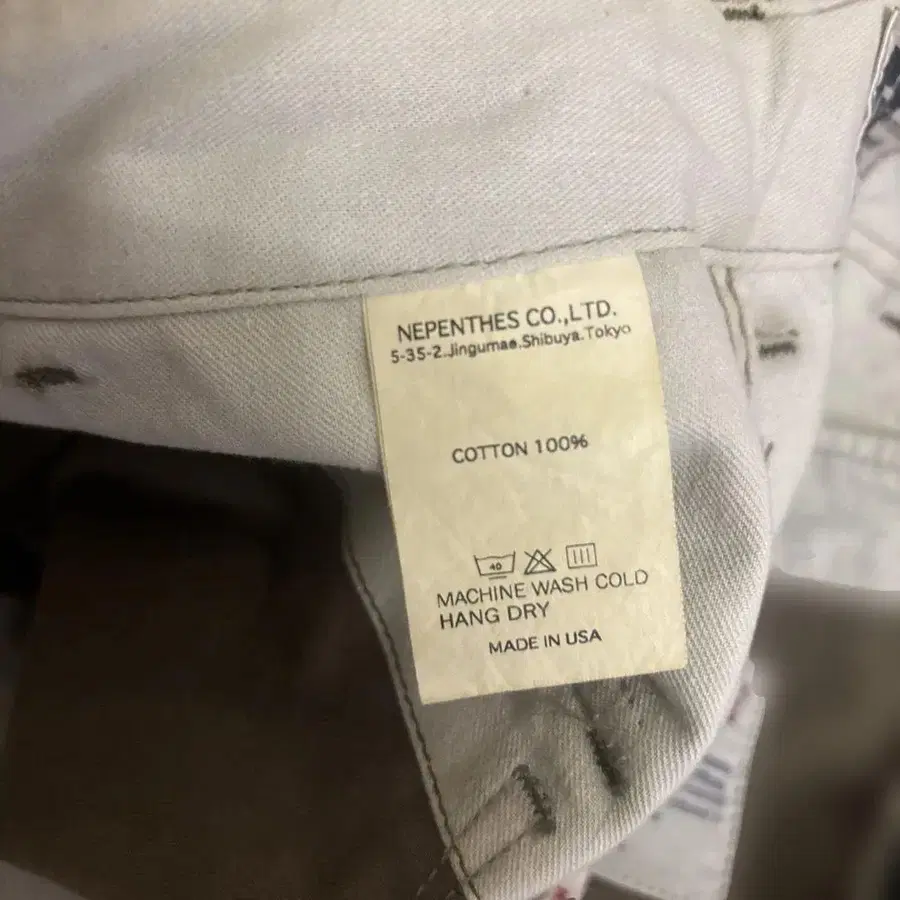 NEPENTHES CO.,LTD.
5-35-2.Jingumae.Shibuya.Tokyo
COTTON 100%
40
MACHINE WASH COLD
HANG DRY
MADE IN USA